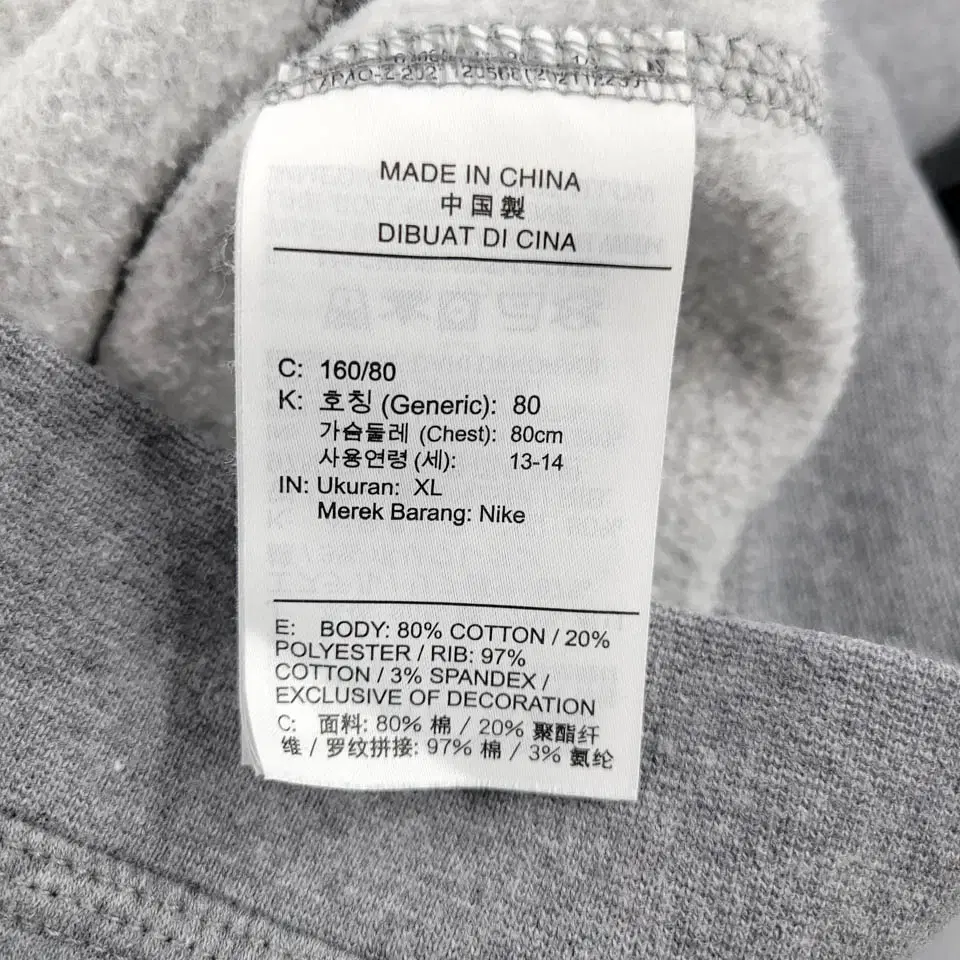 MADE IN CHINA
中国製
DIBUAT DI CINA
C: 160/80
K: 호칭 (Generic): 80
가슴둘레 (Chest): 80cm
사용연령 (세): 13-14
IN: Ukuran: XL
Merek Barang: Nike
E: BODY: 80% COTTON / 20%
POLYESTER / RIB: 97%
COTTON / 3% SPANDEX /
EXCLUSIVE OF DECORATION
C: 面料: 80% 棉 / 20% 聚酯纤
维 / 罗纹拼接: 97% 棉 / 3% 氨纶